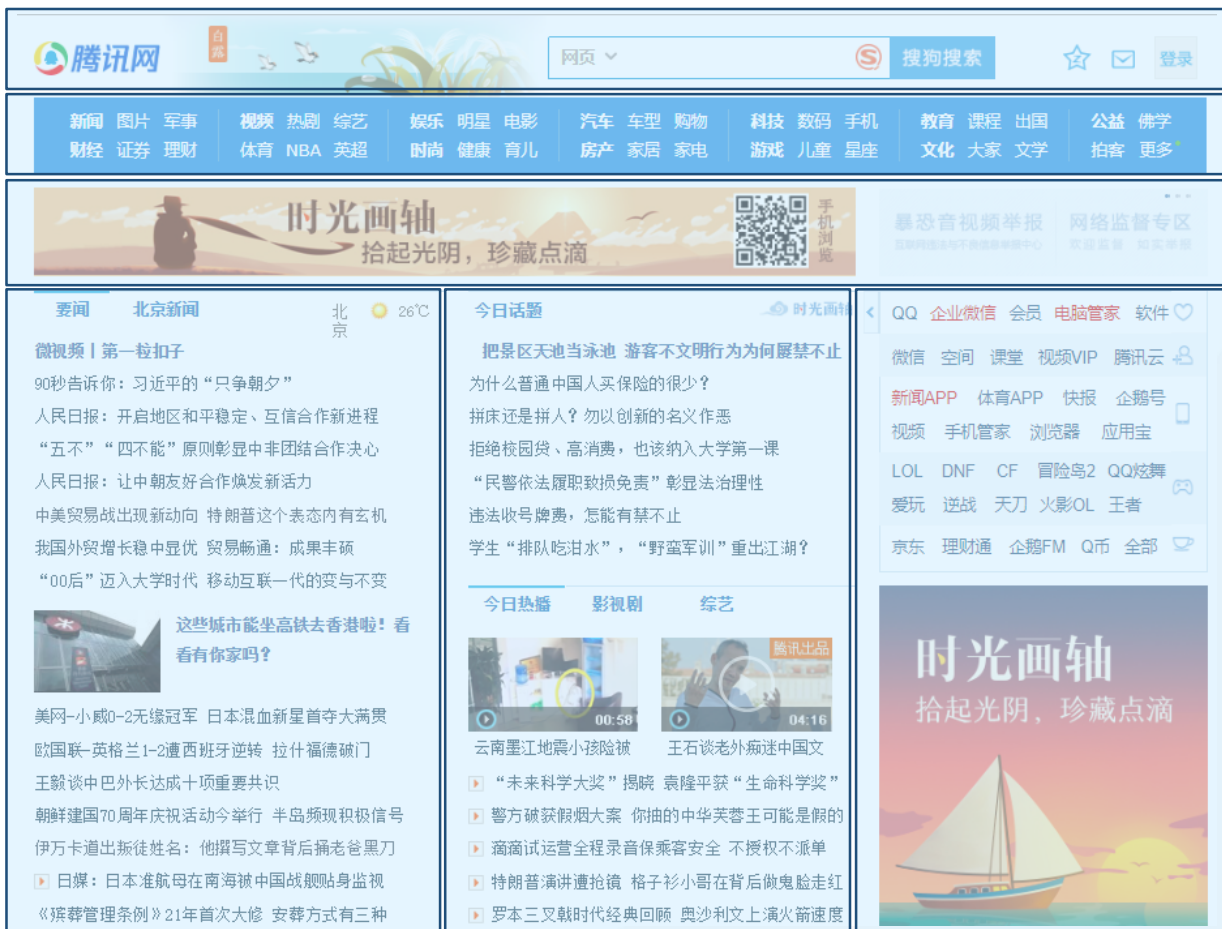 腾讯网
白露
网页
搜狗搜索
登录
新闻 图片 军事 视频 热剧 综艺 娱乐 明星 电影 汽车 车型 购物 科技 数码 手机 教育 课程 出国 公益 佛学
财经 证券 理财 体育 NBA 英超 时尚 健康 育儿 房产 家居 家电 游戏 儿童 星座 文化 大家 文学 拍客 更多
时光画轴
拾起光阴，珍藏点滴
手机浏览
暴恐音视频举报
网络监督专区
欢迎监督 如实举报
要闻 北京新闻 北京 26℃
微视频丨第一粒扣子
90秒告诉你：习近平的“只争朝夕”
人民日报：开启地区和平稳定、互信合作新进程
“五不”“四不能”原则彰显中非团结合作决心
人民日报：让中朝友好合作焕发新活力
中美贸易战出现新动向 特朗普这个表态内有玄机
我国外贸增长稳中显优 贸易畅通：成果丰硕
“00后”迈入大学时代 移动互联一代的变与不变
这些城市能坐高铁去香港啦！看
看有你家吗？
美网-小威0-2无缘冠军 日本混血新星首夺大满贯
欧国联-英格兰1-2遭西班牙逆转 拉什福德破门
王毅谈中巴外长达成十项重要共识
朝鲜建国70周年庆祝活动今举行 半岛频现积极信号
伊万卡道出叛徒姓名：他撰写文章背后捅老爸黑刀
日媒：日本准航母在南海被中国战舰贴身监视
《殡葬管理条例》21年首次大修 安葬方式有三种
今日话题 时光画轴
把景区天池当泳池 游客不文明行为为何屡禁不止
为什么普通中国人买保险的很少？
拼床还是拼人？勿以创新的名义作恶
拒绝校园贷、高消费，也该纳入大学第一课
“民警依法履职致损免责”彰显法治理性
违法收号牌费，怎能有禁不止
学生“排队吃泔水”，“野蛮军训”重出江湖？
今日热播 影视剧 综艺
腾讯出品
00:58 04:16
云南墨江地震小孩险被 王石谈老外痴迷中国文
“未来科学大奖”揭晓 袁隆平获“生命科学奖”
警方破获假烟大案 你抽的中华芙蓉王可能是假的
滴滴试运营全程录音保乘客安全 不授权不派单
特朗普演讲遭抢镜 格子衫小哥在背后做鬼脸走红
罗本三叉戟时代经典回顾 奥沙利文上演火箭速度
QQ 企业微信 会员 电脑管家 软件
微信 空间 课堂 视频VIP 腾讯云
新闻APP 体育APP 快报 企鹅号
视频 手机管家 浏览器 应用宝
LOL DNF CF 冒险岛2 QQ炫舞
爱玩 逆战 天刀 火影OL 王者
京东 理财通 企鹅FM Q币 全部
时光画轴
拾起光阴，珍藏点滴